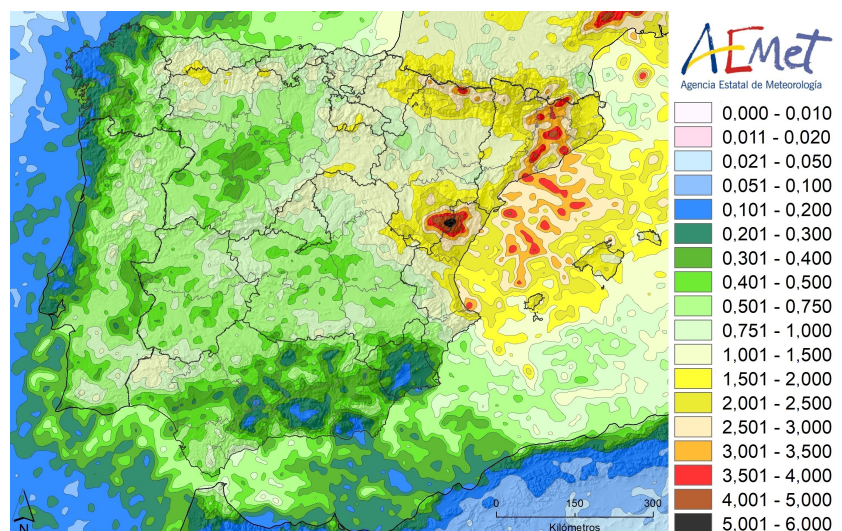 AEMet
Agencia Estatal de Meteorología
0,000 - 0,010
0,011 - 0,020
0,021 - 0,050
0,051 - 0,100
0,101 - 0,200
0,201 - 0,300
0,301 - 0,400
0,401 - 0,500
0,501 - 0,750
0,751 - 1,000
1,001 - 1,500
1,501 - 2,000
2,001 - 2,500
2,501 - 3,000
3,001 - 3,500
3,501 - 4,000
4,001 - 5,000
5,001 - 6,000
N
0 150 300
Kilómetros